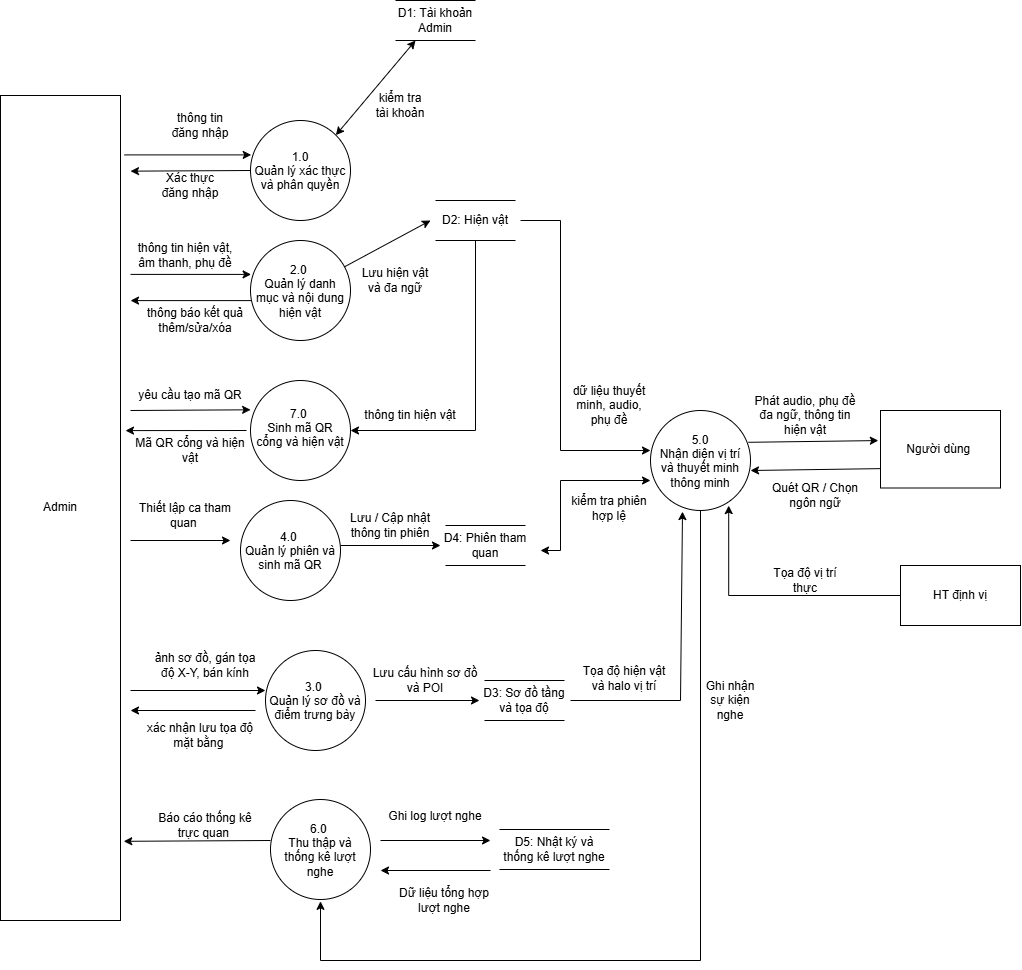 D1: Tài khoản
Admin
kiểm tra
tài khoản
thông tin
đăng nhập
1.0
Quản lý xác thực
và phân quyền
Xác thực
đăng nhập
D2: Hiện vật
thông tin hiện vật,
âm thanh, phụ đề
2.0
Quản lý danh
mục và nội dung
hiện vật
Lưu hiện vật
và đa ngữ
thông báo kết quả
thêm/sửa/xóa
yêu cầu tạo mã QR
7.0
Sinh mã QR
cổng và hiện vật
thông tin hiện vật
Mã QR cổng và hiện
vật
dữ liệu thuyết
minh, audio,
phụ đề
5.0
Nhận diện vị trí
và thuyết minh
thông minh
Phát audio, phụ đề
đa ngữ, thông tin
hiện vật
Người dùng
Quét QR / Chọn
ngôn ngữ
Admin
Thiết lập ca tham
quan
4.0
Quản lý phiên và
sinh mã QR
Lưu / Cập nhật
thông tin phiên
D4: Phiên tham
quan
kiểm tra phiên
hợp lệ
Tọa độ vị trí
thực
HT định vị
ảnh sơ đồ, gán tọa
độ X-Y, bán kính
3.0
Quản lý sơ đồ và
điểm trưng bày
Lưu cấu hình sơ đồ
và POI
D3: Sơ đồ tầng
và tọa độ
Tọa độ hiện vật
và halo vị trí
Ghi nhận
sự kiện
nghe
xác nhận lưu tọa độ
mặt bằng
Báo cáo thống kê
trực quan
6.0
Thu thập và
thống kê lượt
nghe
Ghi log lượt nghe
D5: Nhật ký và
thống kê lượt nghe
Dữ liệu tổng hợp
lượt nghe